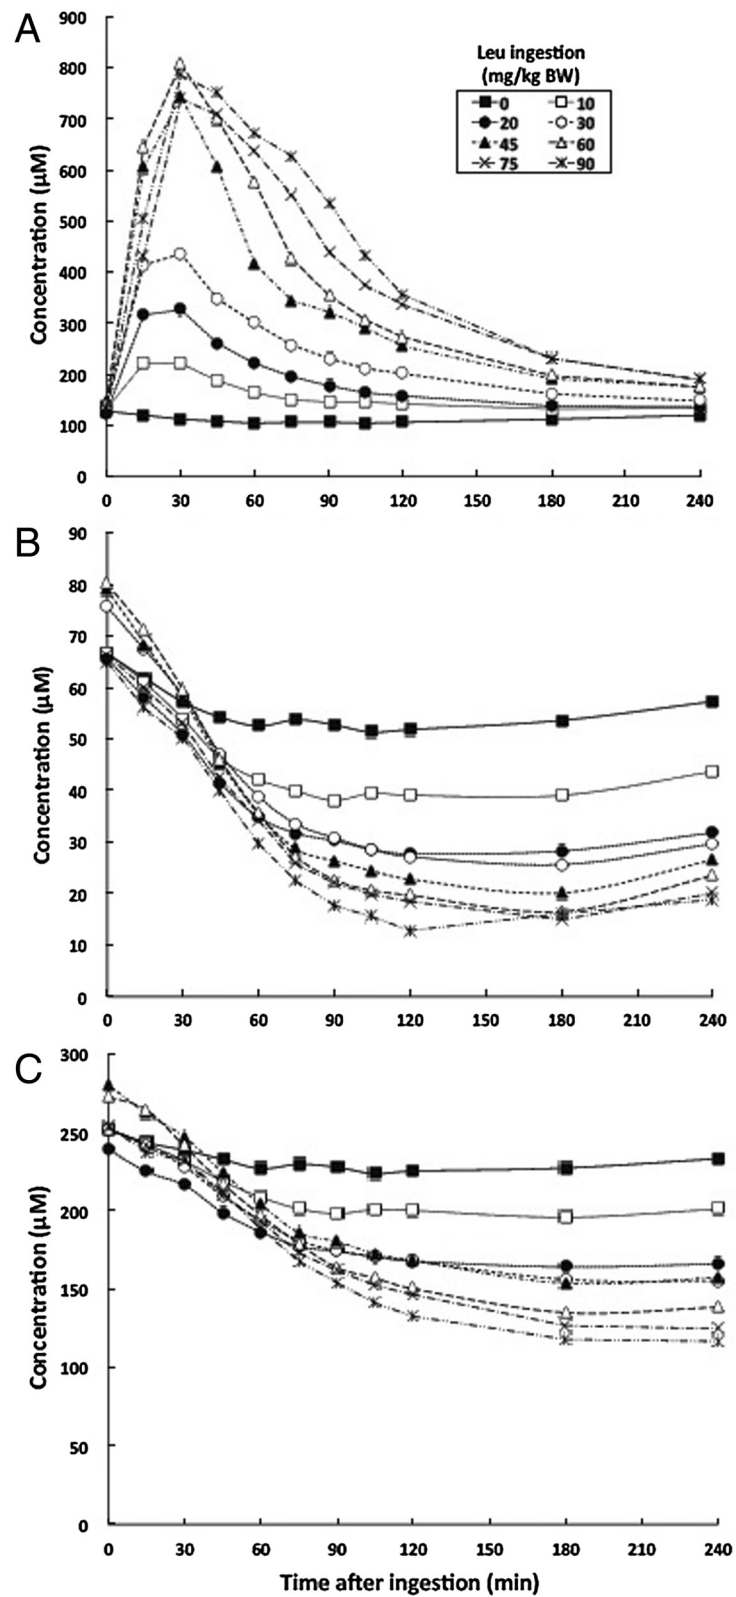 A
Leu ingestion
(mg/kg BW)
0 10
20 30
45 60
75 90
Concentration (μM)
900
800
700
600
500
400
300
200
100
0
0 30 60 90 120 150 180 210 240
B
Concentration (μM)
90
80
70
60
50
40
30
20
10
0
0 30 60 90 120 150 180 210 240
C
Concentration (μM)
300
250
200
150
100
50
0
0 30 60 90 120 150 180 210 240
Time after ingestion (min)